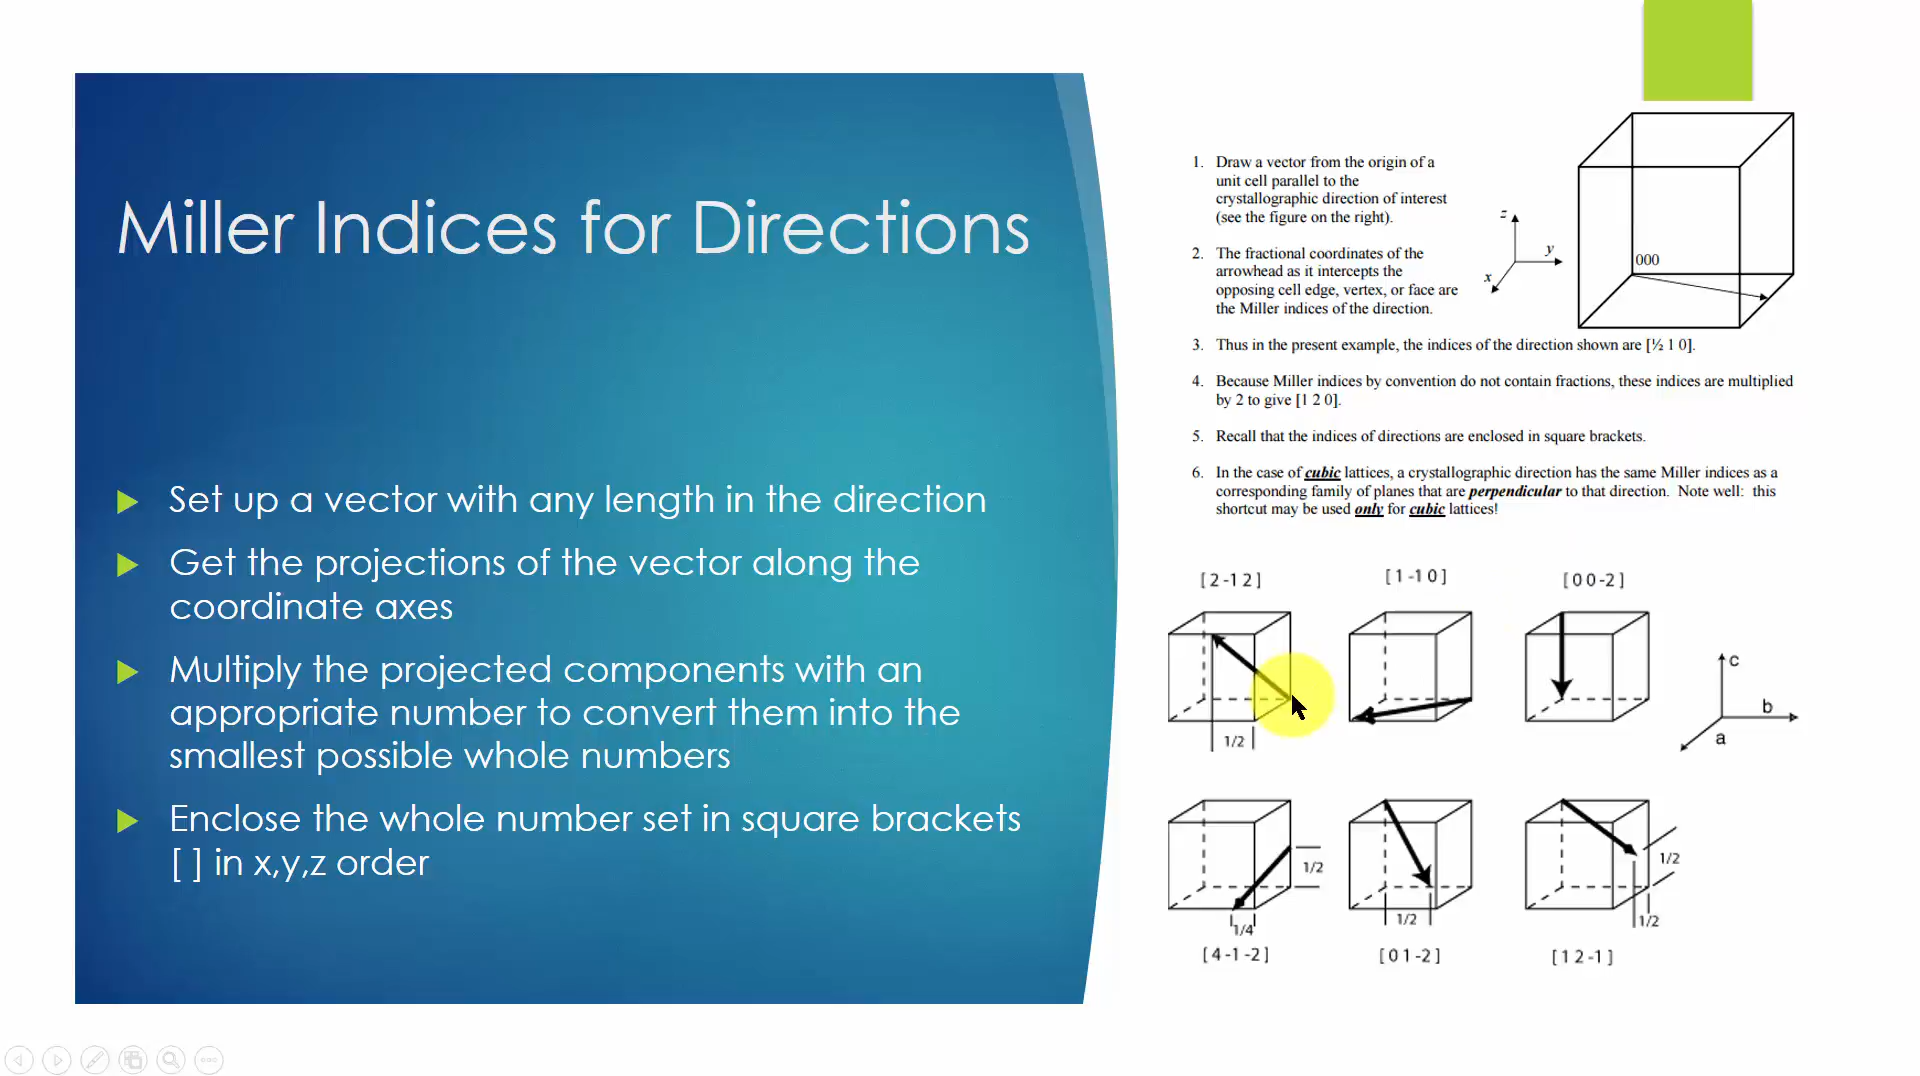 Miller Indices for Directions
Set up a vector with any length in the direction
Get the projections of the vector along the
coordinate axes
Multiply the projected components with an
appropriate number to convert them into the
smallest possible whole numbers
Enclose the whole number set in square brackets
[ ] in x,y,z order
1. Draw a vector from the origin of a
unit cell parallel to the
crystallographic direction of interest
(see the figure on the right).
2. The fractional coordinates of the
arrowhead as it intercepts the
opposing cell edge, vertex, or face are
the Miller indices of the direction.
z
y
x
000
3. Thus in the present example, the indices of the direction shown are [½ 1 0].
4. Because Miller indices by convention do not contain fractions, these indices are multiplied
by 2 to give [1 2 0].
5. Recall that the indices of directions are enclosed in square brackets.
6. In the case of cubic lattices, a crystallographic direction has the same Miller indices as a
corresponding family of planes that are perpendicular to that direction. Note well: this
shortcut may be used only for cubic lattices!
[ 2 -1 2 ]
[ 1 -1 0 ]
[ 0 0 -2 ]
1/2
c
b
a
1/2
1/4
1/2
1/2
1/2
[ 4 -1 -2 ]
[ 0 1 -2 ]
[ 1 2 -1 ]